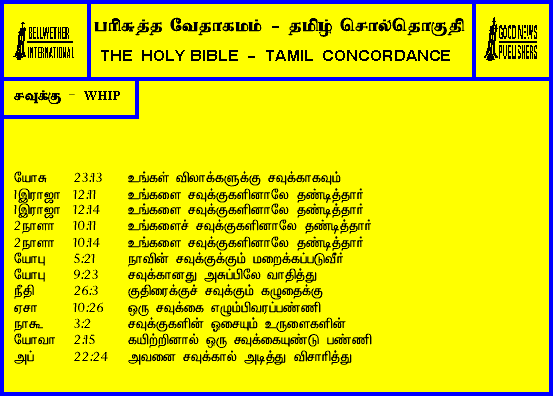 BELLWETHER
INTERNATIONAL
பரிசுத்த வேதாகமம் - தமிழ் சொல்தொகுதி
THE HOLY BIBLE - TAMIL CONCORDANCE
GOOD NEWS
PUBLISHERS
சவுக்கு - WHIP
யோசு 23:13 உங்கள் விலாக்களுக்கு சவுக்காகவும்
1இராஜா 12:11 உங்களை சவுக்குகளினாலே தண்டித்தார்
1இராஜா 12:14 உங்களை சவுக்குகளினாலே தண்டித்தார்
2நாளா 10:11 உங்களைச் சவுக்குகளினாலே தண்டித்தார்
2நாளா 10:14 உங்களை சவுக்குகளினாலே தண்டித்தார்
யோபு 5:21 நாவின் சவுக்குக்கும் மறைக்கப்படுவீர்
யோபு 9:23 சவுக்கானது அசுப்பிலே வாதித்து
நீதி 26:3 குதிரைக்குச் சவுக்கும் கழுதைக்கு
ஏசா 10:26 ஒரு சவுக்கை எழும்பிவரப்பண்ணி
நாகூ 3:2 சவுக்குகளின் ஓசையும் உருளைகளின்
யோவா 2:15 கயிற்றினால் ஒரு சவுக்கையுண்டு பண்ணி
அப் 22:24 அவனை சவுக்கால் அடித்து விசாரித்து